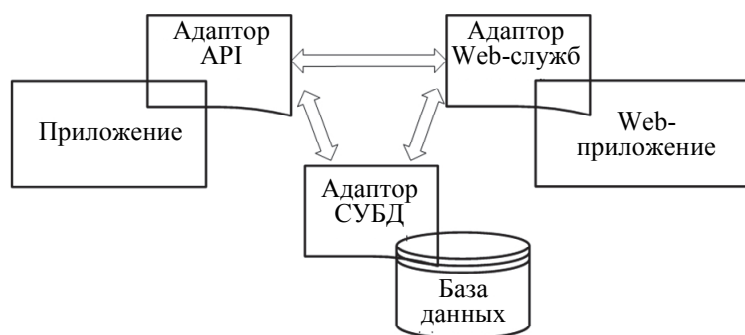 Адаптор
API
Адаптор
Web-служб
Приложение
Web-
приложение
Адаптор
СУБД
База
данных